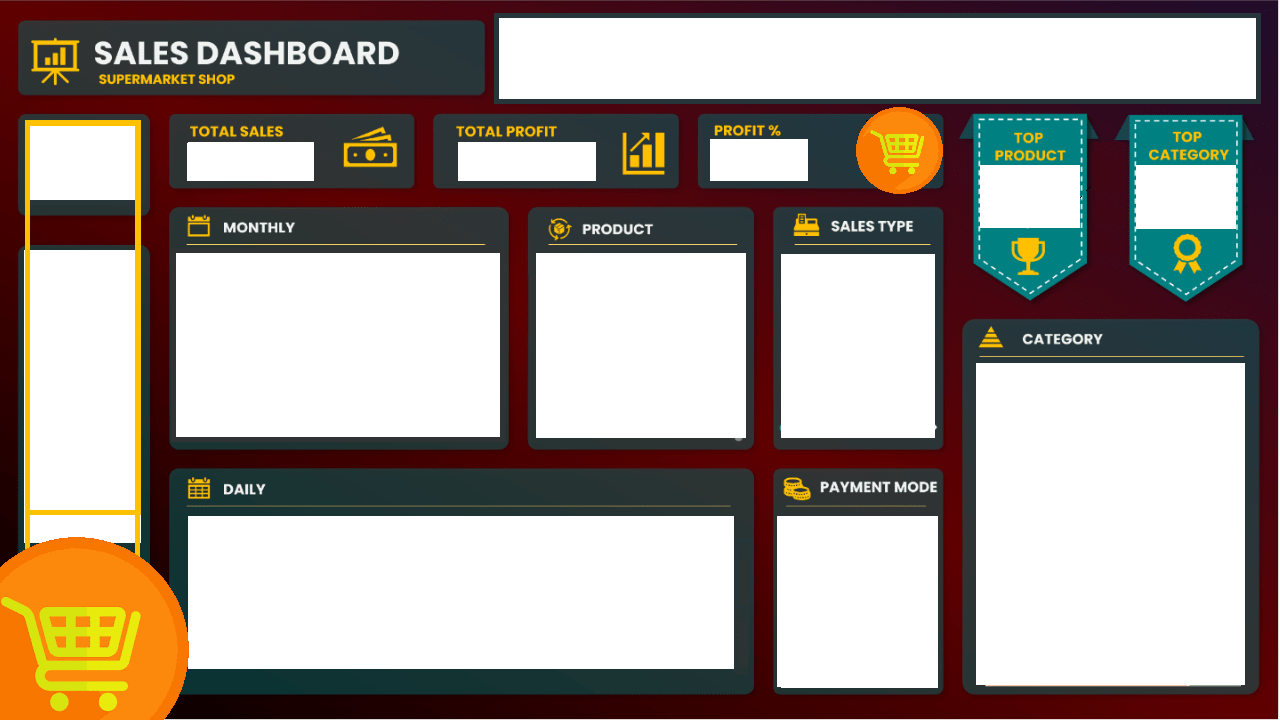 SALES DASHBOARD
SUPERMARKET SHOP
TOTAL SALES
TOTAL PROFIT
PROFIT %
TOP
PRODUCT
TOP
CATEGORY
MONTHLY
PRODUCT
SALES TYPE
CATEGORY
DAILY
PAYMENT MODE